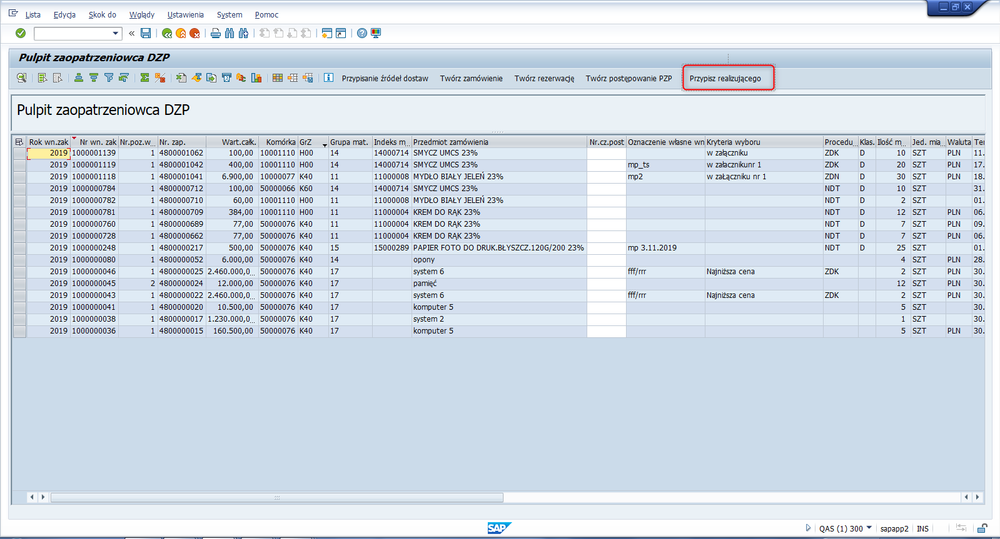 Lista Edycja Skok do Wglądy Ustawienia System Pomoc
Pulpit zaopatrzeniowca DZP
Przypisanie źródeł dostaw Twórz zamówienie Twórz rezerwację Twórz postępowanie PZP Przypisz realizującego
Pulpit zaopatrzeniowca DZP
Rok wn.zak Nr wn. zak Nr.poz.w... Nr. zap. Wart.całk. Komórka GrZ Grupa mat. Indeks m... Przedmiot zamówienia Nr.cz.post Oznaczenie własne wn Kryteria wyboru Procedu... Klas. Ilość m... Jed. mia... Waluta Ter
2019 1000001139 1 4800001062 100,00 10001110 H00 14 14000714 SMYCZ UMCS 23% w załączniku ZDK D 10 SZT PLN 11.
2019 1000001119 1 4800001042 400,00 10001110 H00 14 14000714 SMYCZ UMCS 23% mp_ts w załacznikunr 1 ZDK D 20 SZT PLN 17.
2019 1000001118 1 4800001041 6.900,00 10000077 K40 11 11000008 MYDŁO BIAŁY JELEŃ 23% mp2 w załączniku nr 1 ZDN D 30 SZT PLN 18.
2019 1000000784 1 4800000712 100,00 50000066 K60 14 14000714 SMYCZ UMCS 23% NDT D 10 SZT 31.
2019 1000000782 1 4800000710 60,00 10001110 H00 11 11000008 MYDŁO BIAŁY JELEŃ 23% NDT D 2 SZT 01.
2019 1000000781 1 4800000709 384,00 10001110 H00 11 11000004 KREM DO RĄK 23% NDT D 12 SZT PLN 06.
2019 1000000760 1 4800000689 77,00 50000076 K40 11 11000004 KREM DO RĄK 23% NDT D 7 SZT PLN 09.
2019 1000000728 1 4800000662 77,00 50000076 K40 11 11000004 KREM DO RĄK 23% NDT D 7 SZT PLN 06.
2019 1000000248 1 4800000217 500,00 50000076 K40 15 15000289 PAPIER FOTO DO DRUK.BŁYSZCZ.120G/200 23% mp 3.11.2019 NDT D 25 SZT 01.
2019 1000000080 1 4800000052 6.000,00 50000076 K40 14 opony 4 SZT PLN 28.
2019 1000000046 1 4800000025 2.460.000,0... 50000076 K40 17 system 6 fff/rrr Najniższa cena ZDK 2 SZT PLN 30.
2019 1000000045 2 4800000024 12.000,00 50000076 K40 17 pamięć 12 SZT PLN 30.
2019 1000000043 1 4800000022 2.460.000,0... 50000076 K40 17 system 6 fff/rrr Najniższa cena ZDK 2 SZT PLN 30.
2019 1000000041 1 4800000020 10.500,00 50000076 K40 17 komputer 5 5 SZT 30.
2019 1000000038 1 4800000017 1.230.000,0... 50000076 K40 17 system 2 1 SZT 30.
2019 1000000036 1 4800000015 160.500,00 50000076 K40 17 komputer 5 5 SZT PLN 30.
SAP QAS (1) 300 sapapp2 INS